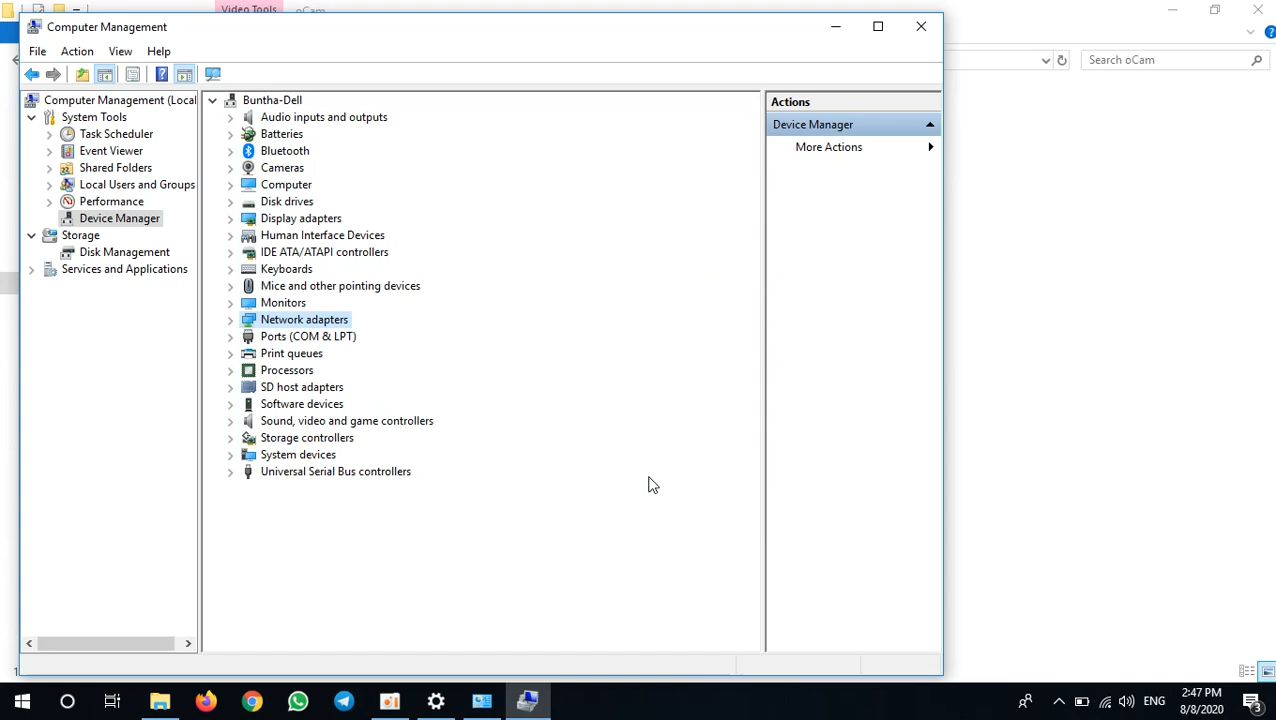 Video Tools
oCam
Computer Management
File Action View Help
Search oCam
Computer Management (Local
System Tools
Task Scheduler
Event Viewer
Shared Folders
Local Users and Groups
Performance
Device Manager
Storage
Disk Management
Services and Applications
Buntha-Dell
Audio inputs and outputs
Batteries
Bluetooth
Cameras
Computer
Disk drives
Display adapters
Human Interface Devices
IDE ATA/ATAPI controllers
Keyboards
Mice and other pointing devices
Monitors
Network adapters
Ports (COM & LPT)
Print queues
Processors
SD host adapters
Software devices
Sound, video and game controllers
Storage controllers
System devices
Universal Serial Bus controllers
Actions
Device Manager
More Actions
ENG
2:47 PM
8/8/2020
3